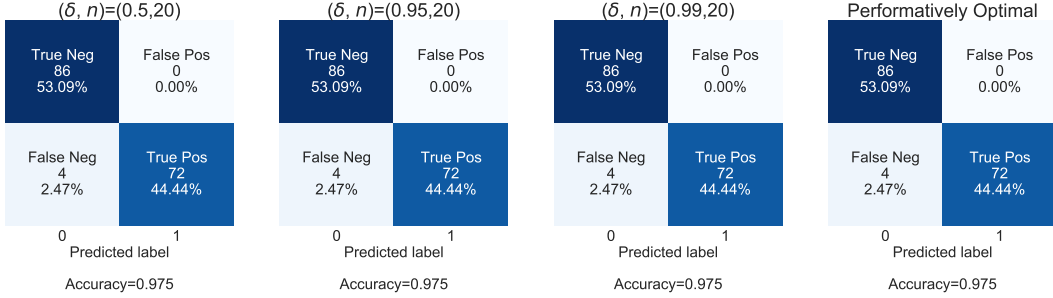 (δ, n)=(0.5,20)
True Neg
86
53.09%
False Pos
0
0.00%
False Neg
4
2.47%
True Pos
72
44.44%
0 1
Predicted label
Accuracy=0.975
(δ, n)=(0.95,20)
True Neg
86
53.09%
False Pos
0
0.00%
False Neg
4
2.47%
True Pos
72
44.44%
0 1
Predicted label
Accuracy=0.975
(δ, n)=(0.99,20)
True Neg
86
53.09%
False Pos
0
0.00%
False Neg
4
2.47%
True Pos
72
44.44%
0 1
Predicted label
Accuracy=0.975
Performatively Optimal
True Neg
86
53.09%
False Pos
0
0.00%
False Neg
4
2.47%
True Pos
72
44.44%
0 1
Predicted label
Accuracy=0.975